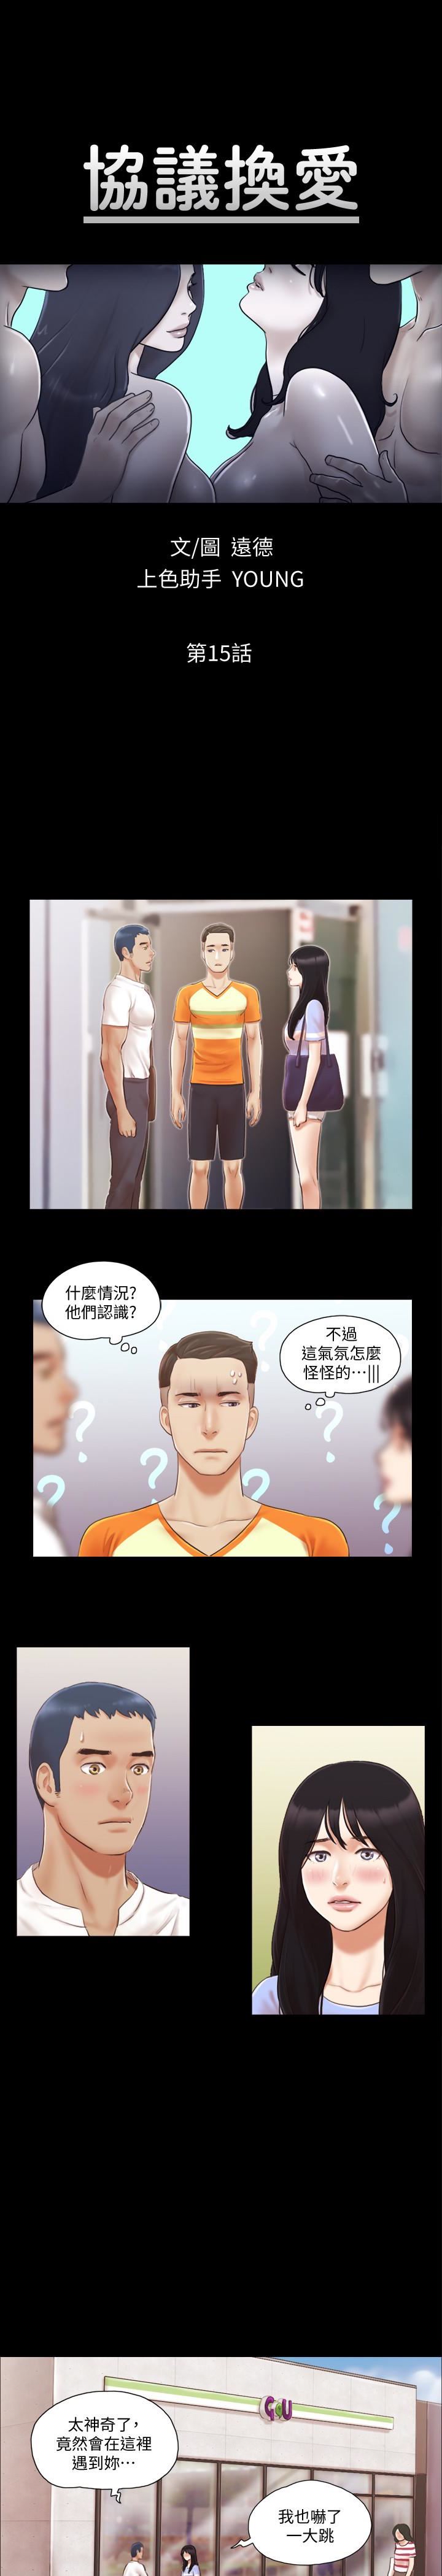 協議換愛
文/圖 遠德
上色助手 YOUNG
第15話
什麼情況?
他們認識?
不過
這氣氛怎麼
怪怪的…|||
CGU
太神奇了,
竟然會在這裡
遇到妳…
我也嚇了
一大跳